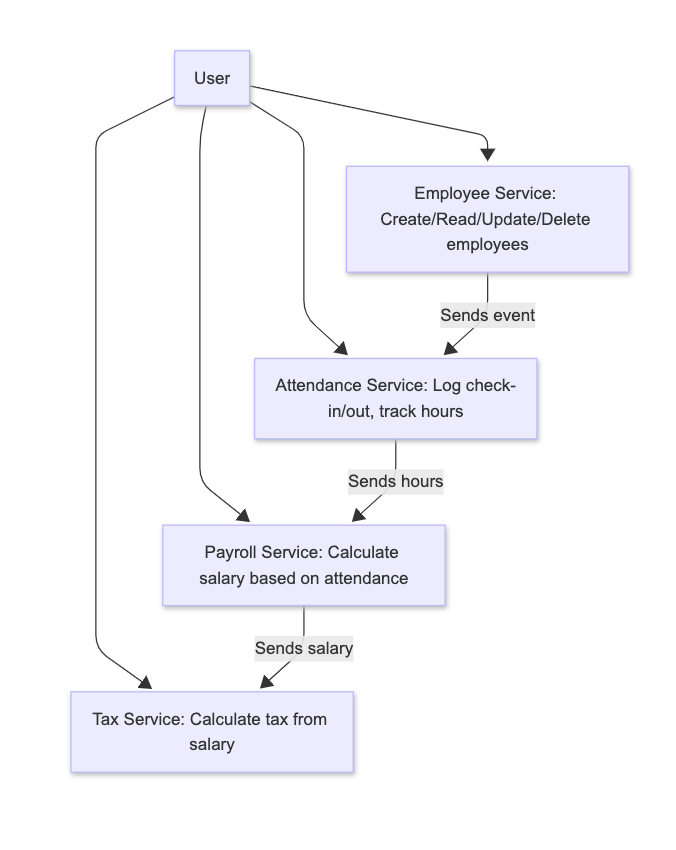 User
Employee Service:
Create/Read/Update/Delete
employees
Sends event
Attendance Service: Log check-
in/out, track hours
Sends hours
Payroll Service: Calculate
salary based on attendance
Sends salary
Tax Service: Calculate tax from
salary